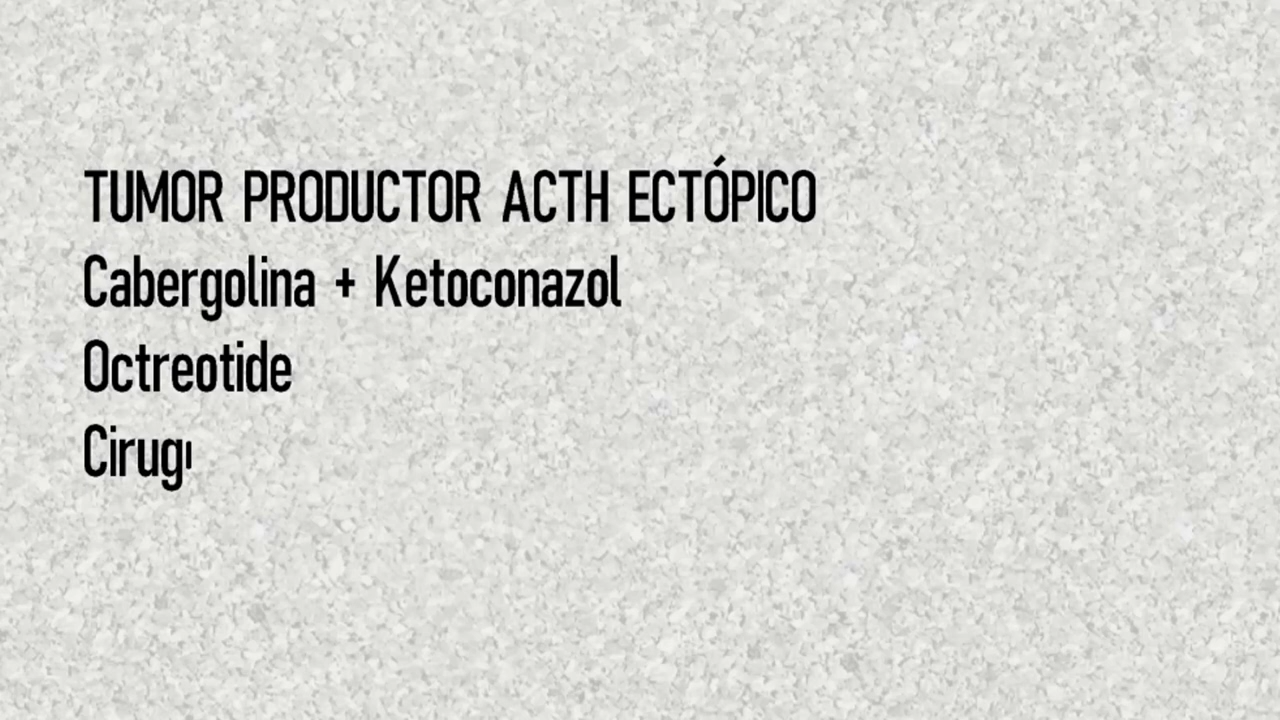 TUMOR PRODUCTOR ACTH ECTÓPICO
Cabergolina + Ketoconazol
Octreotide
Cirug